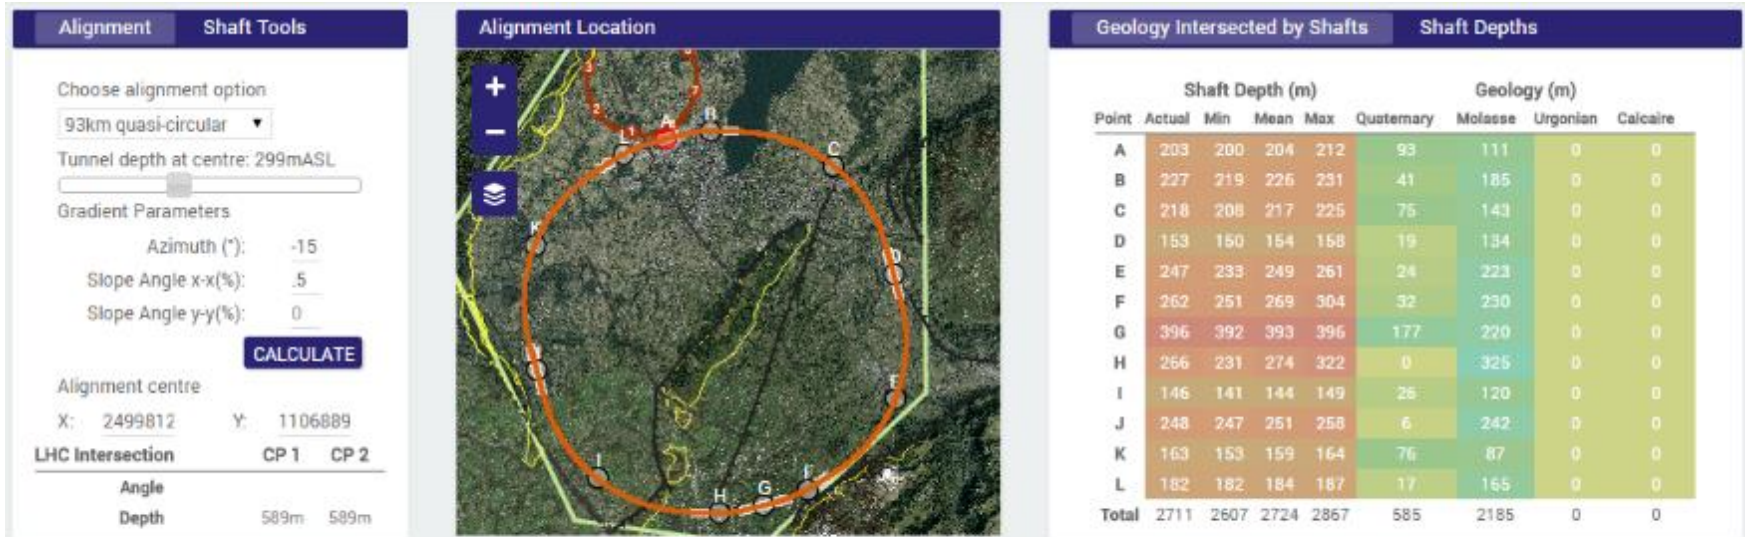 Alignment Shaft Tools
Choose alignment option
93km quasi-circular
Tunnel depth at centre: 299mASL
Gradient Parameters
Azimuth (°): -15
Slope Angle x-x(%): .5
Slope Angle y-y(%): 0
CALCULATE
Alignment centre
X: 2499812 Y: 1106889
LHC Intersection CP 1 CP 2
Angle
Depth 589m 589m
Alignment Location
+
−
3
2
1
7
L
A
B
C
K
D
E
I
H
G
F
Geology Intersected by Shafts Shaft Depths
Shaft Depth (m) Geology (m)
Point Actual Min Mean Max Quaternary Molasse Urgonian Calcaire
A 203 200 204 212 93 111 0 0
B 227 219 226 231 41 185 0 0
C 218 208 217 225 75 143 0 0
D 153 150 154 158 19 134 0 0
E 247 233 249 261 24 223 0 0
F 262 251 269 304 32 230 0 0
G 396 392 393 396 177 220 0 0
H 266 231 274 322 0 325 0 0
I 146 141 144 149 26 120 0 0
J 248 247 251 258 6 242 0 0
K 163 153 159 164 76 87 0 0
L 182 182 184 187 17 165 0 0
Total 2711 2607 2724 2867 585 2185 0 0